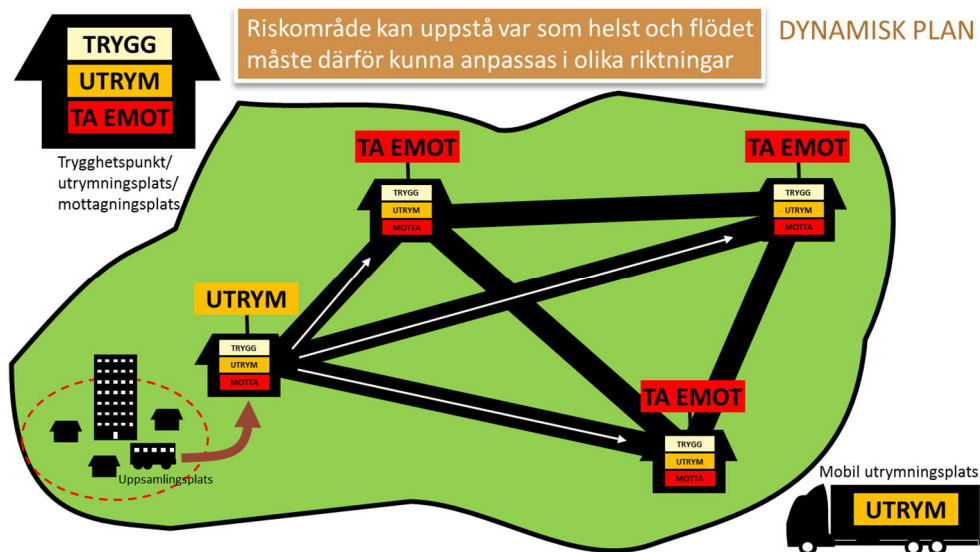 TRYGG
UTRYM
TA EMOT
Trygghetspunkt/
utrymningsplats/
mottagningsplats
Riskområde kan uppstå var som helst och flödet
måste därför kunna anpassas i olika riktningar
DYNAMISK PLAN
TA EMOT
TRYGG
UTRYM
MOTTA
TA EMOT
TRYGG
UTRYM
MOTTA
UTRYM
TRYGG
UTRYM
MOTTA
TA EMOT
TRYGG
UTRYM
MOTTA
Uppsamlingsplats
Mobil utrymningsplats
UTRYM